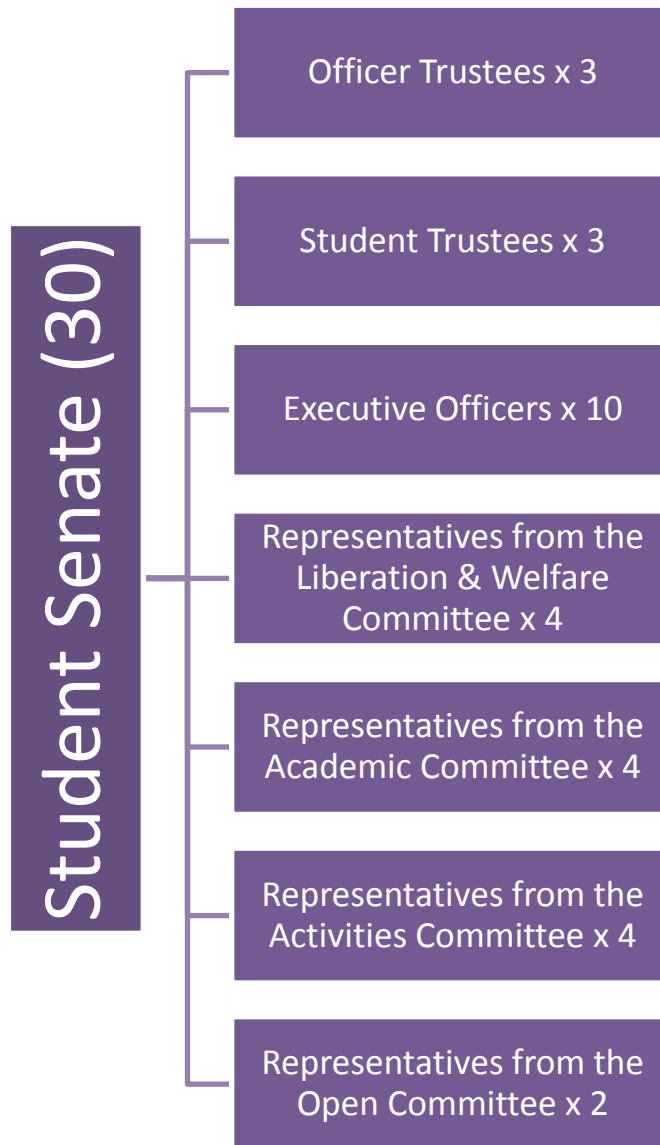 Student Senate (30)
Officer Trustees x 3
Student Trustees x 3
Executive Officers x 10
Representatives from the
Liberation & Welfare
Committee x 4
Representatives from the
Academic Committee x 4
Representatives from the
Activities Committee x 4
Representatives from the
Open Committee x 2